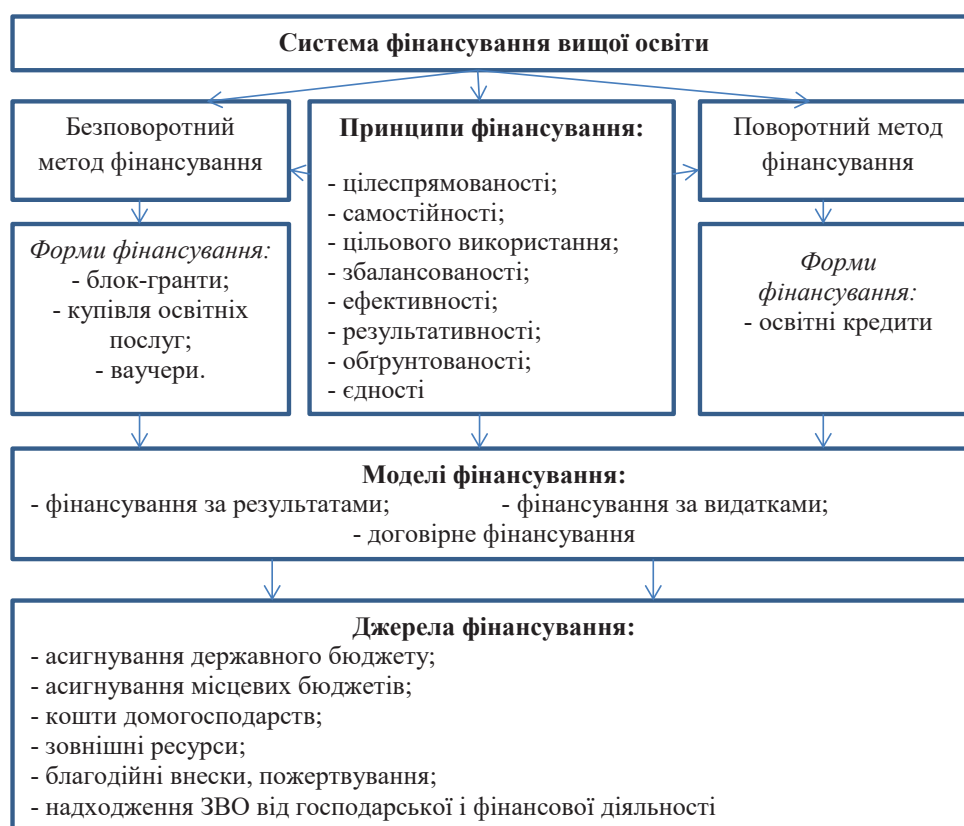 Система фінансування вищої освіти
Безповоротний
метод фінансування
Форми фінансування:
- блок-гранти;
- купівля освітніх
послуг;
- ваучери.
Принципи фінансування:
- цілеспрямованості;
- самостійності;
- цільового використання;
- збалансованості;
- ефективності;
- результативності;
- обґрунтованості;
- єдності
Поворотний метод
фінансування
Форми
фінансування:
- освітні кредити
Моделі фінансування:
- фінансування за результатами; - фінансування за видатками;
- договірне фінансування
Джерела фінансування:
- асигнування державного бюджету;
- асигнування місцевих бюджетів;
- кошти домогосподарств;
- зовнішні ресурси;
- благодійні внески, пожертвування;
- надходження ЗВО від господарської і фінансової діяльності